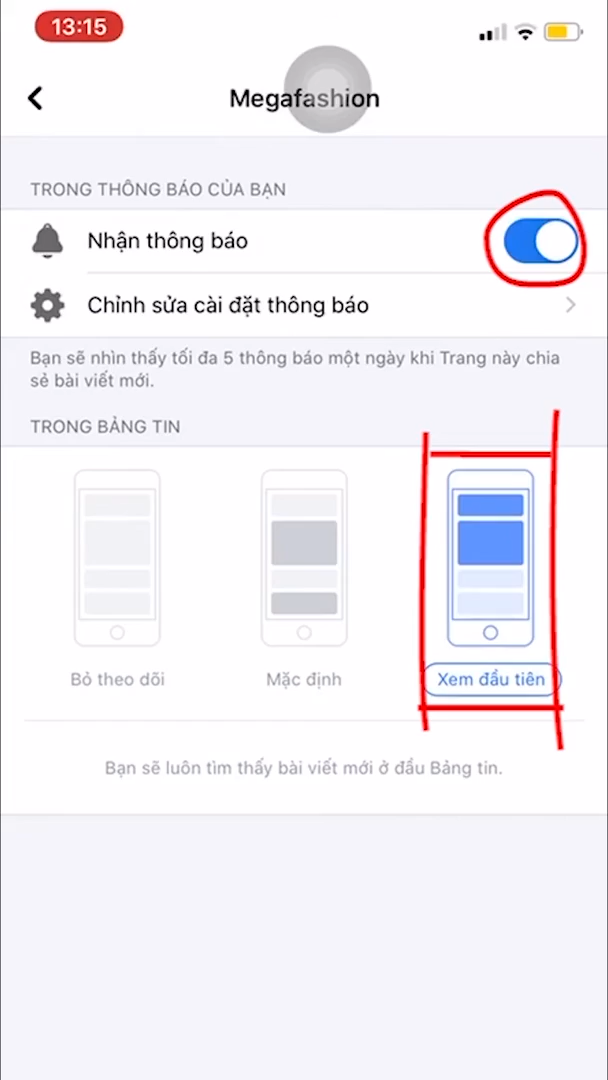 13:15
Megafashion
TRONG THÔNG BÁO CỦA BẠN
Nhận thông báo
Chỉnh sửa cài đặt thông báo
Bạn sẽ nhìn thấy tối đa 5 thông báo một ngày khi Trang này chia
sẻ bài viết mới.
TRONG BẢNG TIN
Bỏ theo dõi
Mặc định
Xem đầu tiên
Bạn sẽ luôn tìm thấy bài viết mới ở đầu Bảng tin.